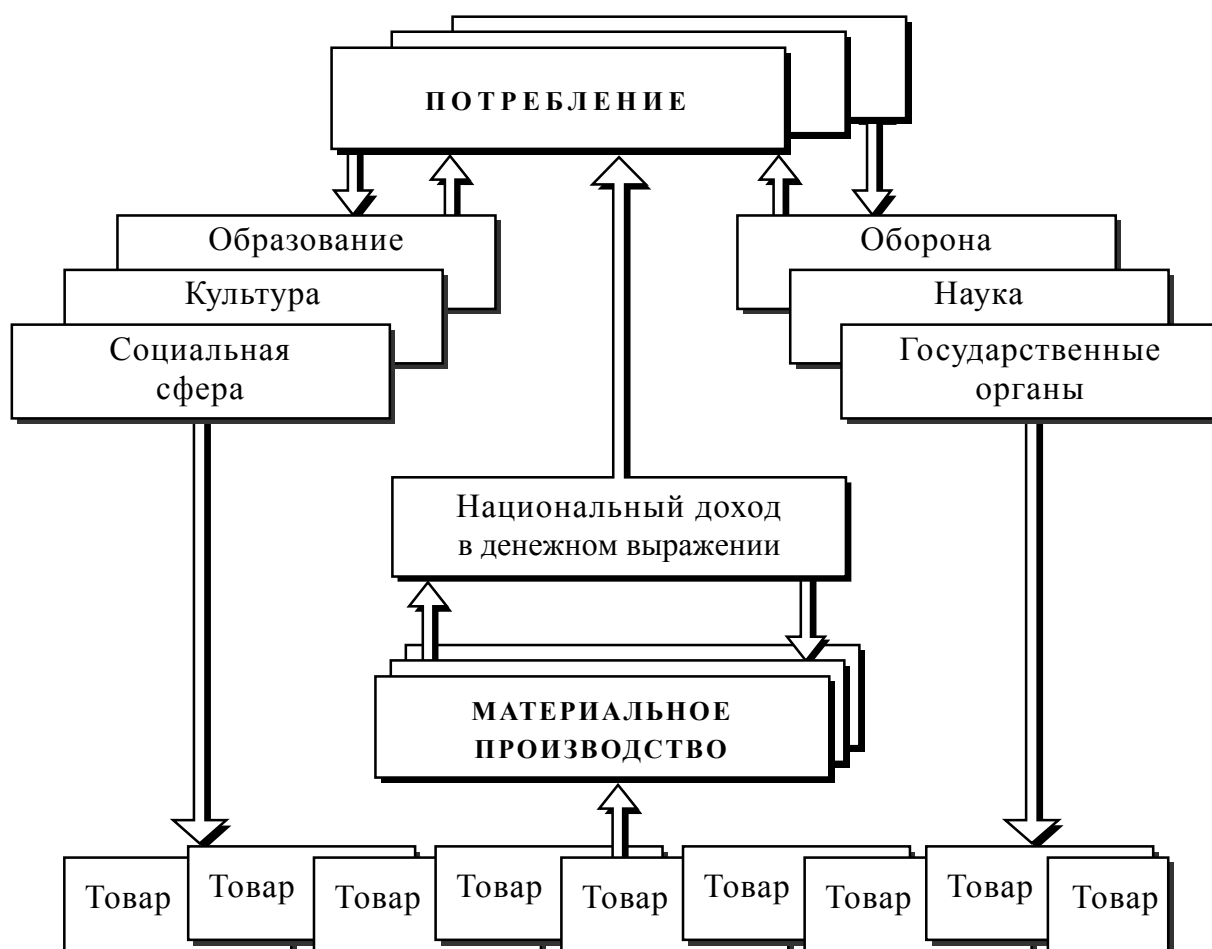 ПОТРЕБЛЕНИЕ
Образование
Культура
Социальная
сфера
Оборона
Наука
Государственные
органы
Национальный доход
в денежном выражении
МАТЕРИАЛЬНОЕ
ПРОИЗВОДСТВО
Товар
Товар
Товар
Товар
Товар
Товар
Товар
Товар
Товар